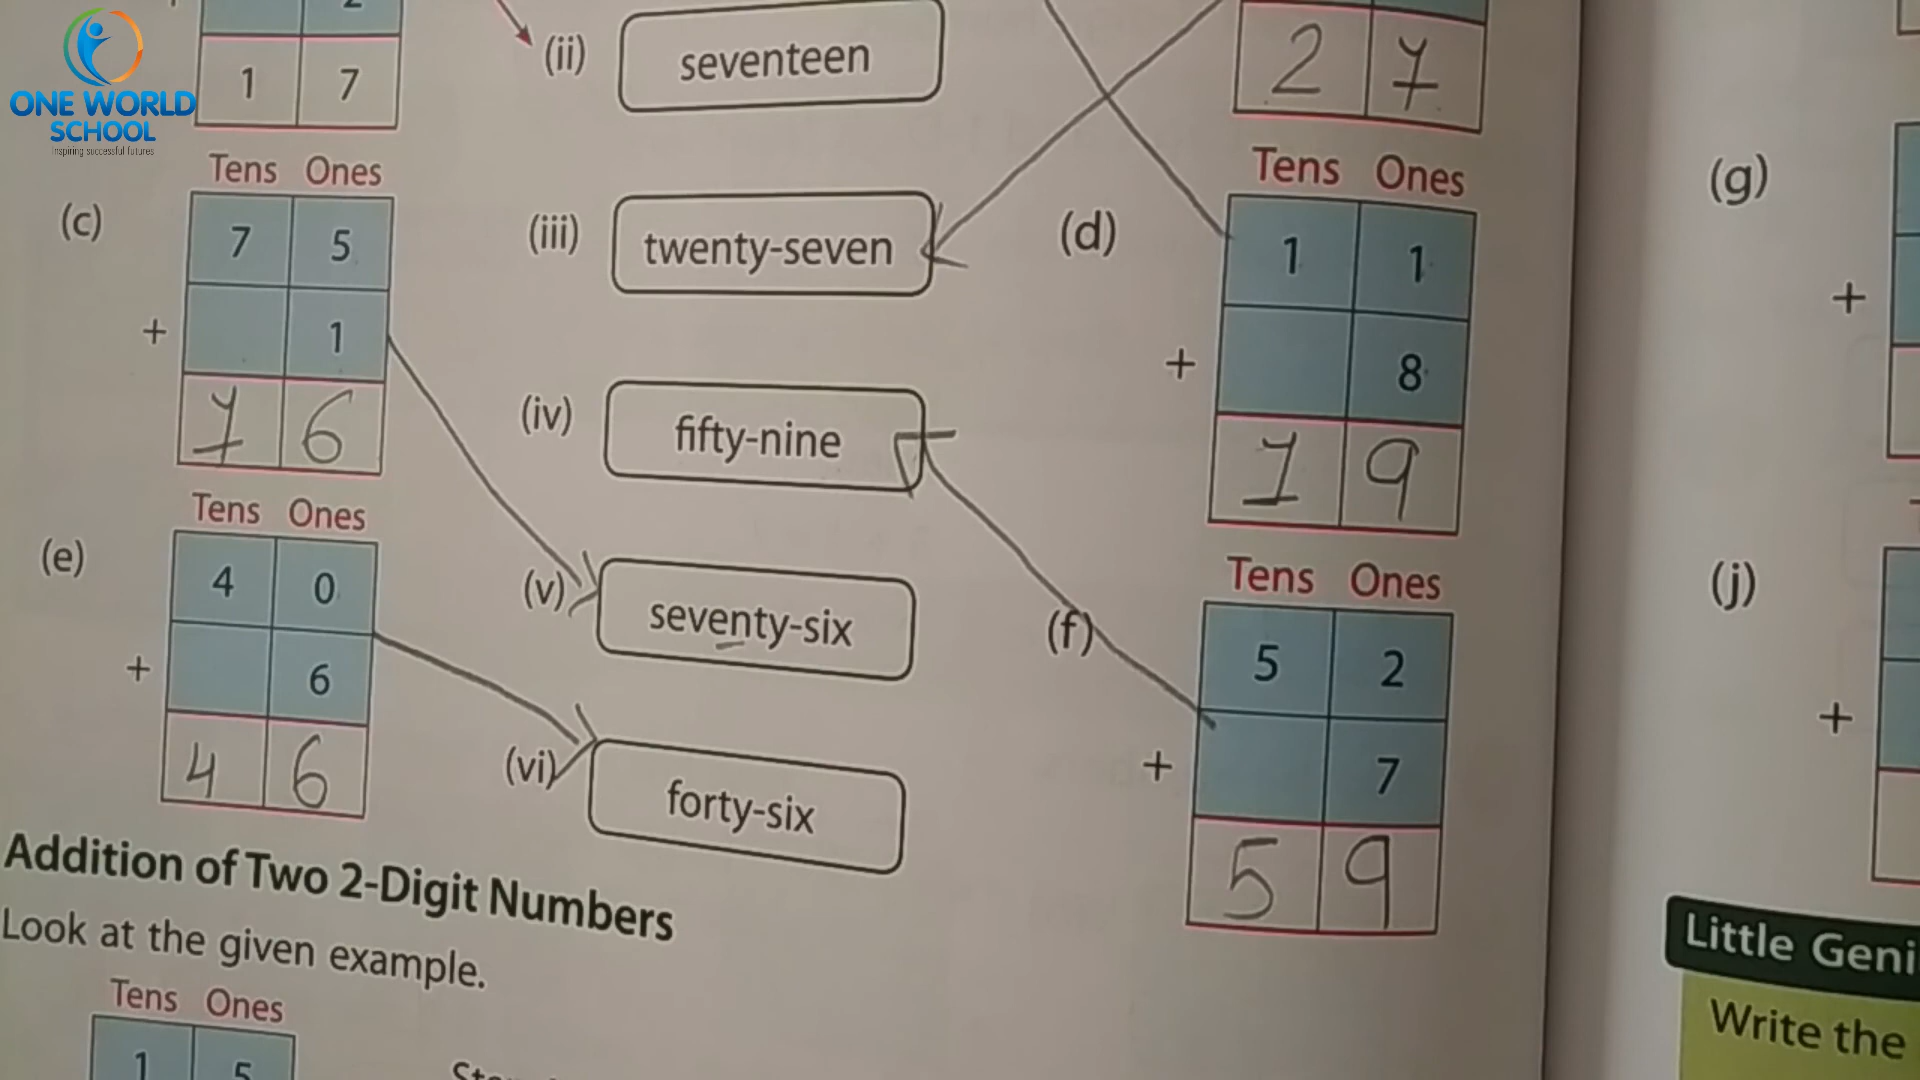 ONE WORLD
SCHOOL
Inspiring successful futures
1 7
(ii) seventeen
2 7
Tens Ones
(c)
7 5
+ 1
7 6
(iii) twenty-seven
Tens Ones
(d)
1 1
+ 8
1 9
(iv) fifty-nine
Tens Ones
(e)
4 0
+ 6
4 6
(v) seventy-six
(vi) forty-six
Tens Ones
(f)
5 2
+ 7
5 9
Addition of Two 2-Digit Numbers
Look at the given example.
Tens Ones
1 5
(g)
+
(j)
+
Little Geni
Write the